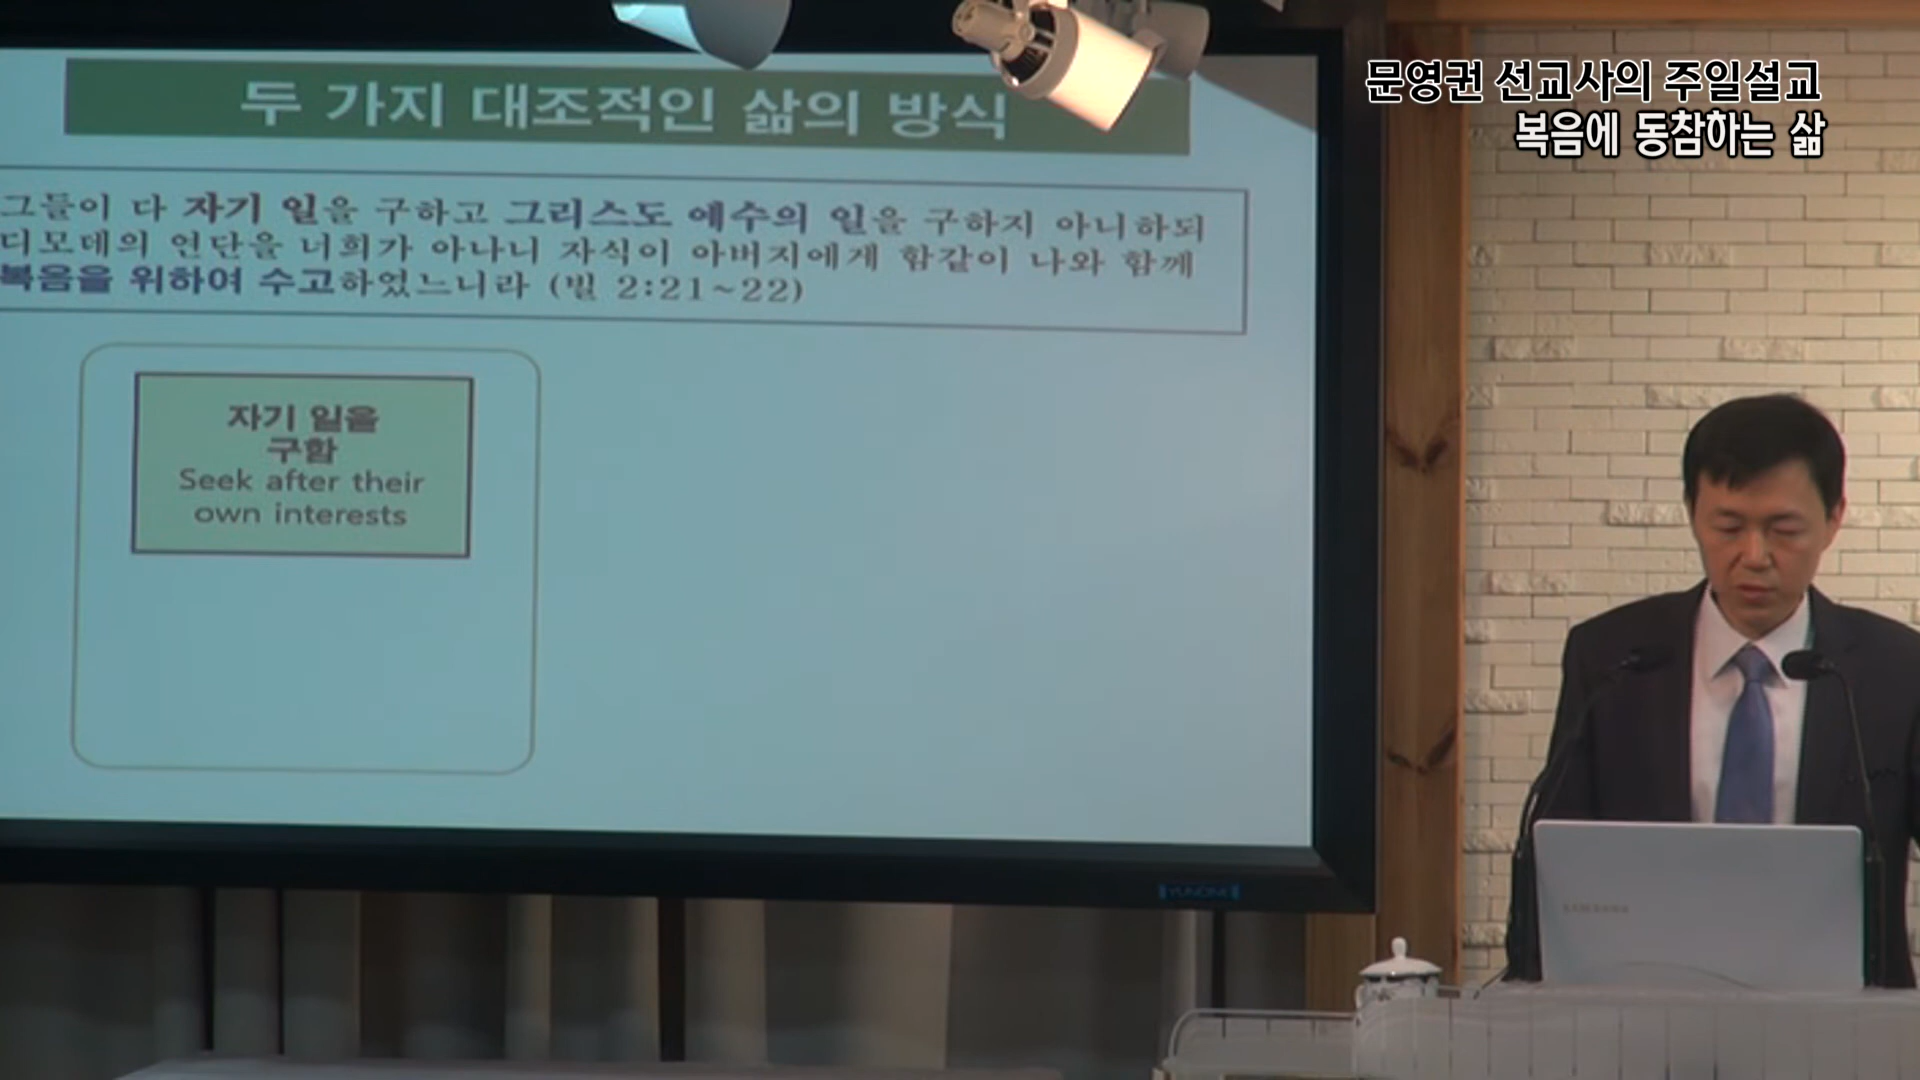 두 가지 대조적인 삶의 방식
그들이 다 자기 일을 구하고 그리스도 예수의 일을 구하지 아니하되
디모데의 연단을 너희가 아나니 자식이 아버지에게 함같이 나와 함께
복음을 위하여 수고하였느니라 (빌 2:21~22)
자기 일을
구함
Seek after their
own interests
문영권 선교사의 주일설교
복음에 동참하는 삶
SAMSUNG